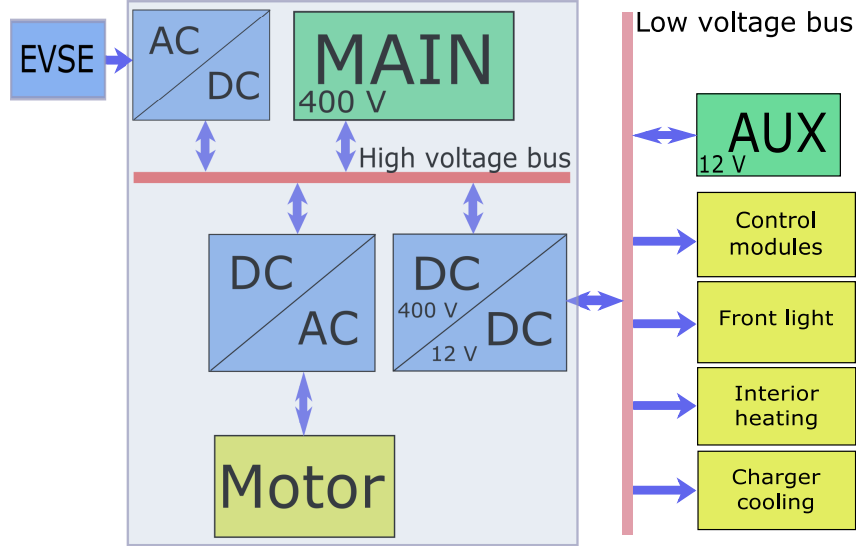 EVSE
AC
DC
MAIN
400 V
High voltage bus
DC
AC
DC
400 V
DC
12 V
Motor
Low voltage bus
AUX
12 V
Control
modules
Front light
Interior
heating
Charger
cooling